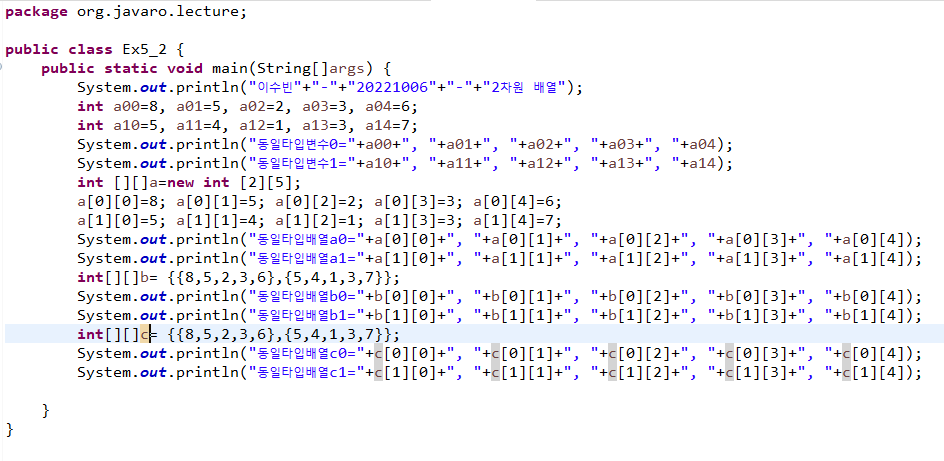 package org.javaro.lecture;
public class Ex5_2 {
public static void main(String[]args) {
System.out.println("이수빈"+"-"+"20221006"+"-"+"2차원 배열");
int a00=8, a01=5, a02=2, a03=3, a04=6;
int a10=5, a11=4, a12=1, a13=3, a14=7;
System.out.println("동일타입변수0="+a00+", "+a01+", "+a02+", "+a03+", "+a04);
System.out.println("동일타입변수1="+a10+", "+a11+", "+a12+", "+a13+", "+a14);
int [][]a=new int [2][5];
a[0][0]=8; a[0][1]=5; a[0][2]=2; a[0][3]=3; a[0][4]=6;
a[1][0]=5; a[1][1]=4; a[1][2]=1; a[1][3]=3; a[1][4]=7;
System.out.println("동일타입배열a0="+a[0][0]+", "+a[0][1]+", "+a[0][2]+", "+a[0][3]+", "+a[0][4]);
System.out.println("동일타입배열a1="+a[1][0]+", "+a[1][1]+", "+a[1][2]+", "+a[1][3]+", "+a[1][4]);
int[][]b= {{8,5,2,3,6},{5,4,1,3,7}};
System.out.println("동일타입배열b0="+b[0][0]+", "+b[0][1]+", "+b[0][2]+", "+b[0][3]+", "+b[0][4]);
System.out.println("동일타입배열b1="+b[1][0]+", "+b[1][1]+", "+b[1][2]+", "+b[1][3]+", "+b[1][4]);
int[][]c= {{8,5,2,3,6},{5,4,1,3,7}};
System.out.println("동일타입배열c0="+c[0][0]+", "+c[0][1]+", "+c[0][2]+", "+c[0][3]+", "+c[0][4]);
System.out.println("동일타입배열c1="+c[1][0]+", "+c[1][1]+", "+c[1][2]+", "+c[1][3]+", "+c[1][4]);
}
}